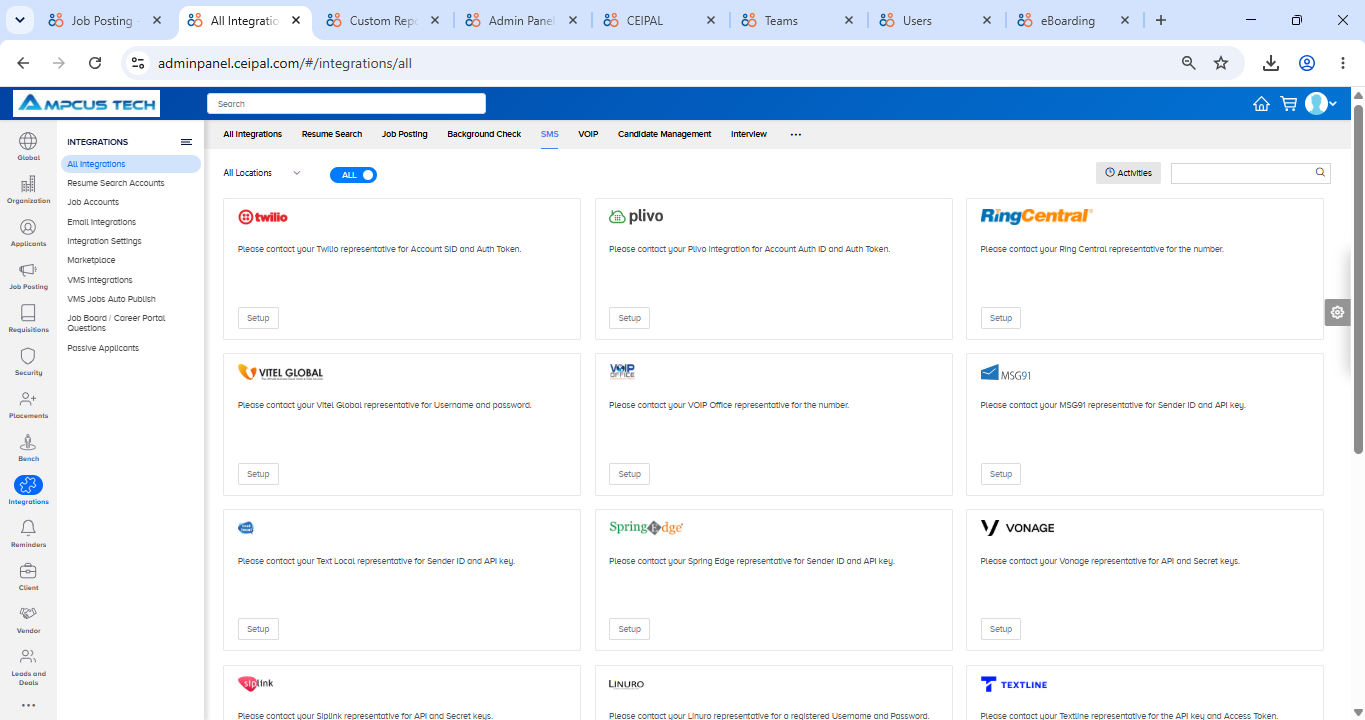 Job Posting -
All Integratio
Custom Repo
Admin Panel
CEIPAL
Teams
Users
eBoarding
adminpanel.ceipal.com/#/integrations/all
AMPCUS TECH
Search
Global
Organization
Applicants
Job Posting
Requisitions
Security
Placements
Bench
Integrations
Reminders
Client
Vendor
Leads and
Deals
INTEGRATIONS
All Integrations
Resume Search Accounts
Job Accounts
Email Integrations
Integration Settings
Marketplace
VMS Integrations
VMS Jobs Auto Publish
Job Board / Career Portal
Questions
Passive Applicants
All Integrations Resume Search Job Posting Background Check SMS VOIP Candidate Management Interview
All Locations
ALL
Activities
twilio
Please contact your Twilio representative for Account SID and Auth Token.
Setup
plivo
Please contact your Plivo Integration for Account Auth ID and Auth Token.
Setup
RingCentral
Please contact your Ring Central representative for the number.
Setup
VITEL GLOBAL
Please contact your Vitel Global representative for Username and password.
Setup
VOIP
OFFICE
Please contact your VOIP Office representative for the number.
Setup
MSG91
Please contact your MSG91 representative for Sender ID and API key.
Setup
Please contact your Text Local representative for Sender ID and API key.
Setup
Spring Edge
Please contact your Spring Edge representative for Sender ID and API key.
Setup
VONAGE
Please contact your Vonage representative for API and Secret keys.
Setup
siplink
Please contact your Siplink representative for API and Secret keys.
LINURO
Please contact your Linuro representative for a registered Username and Password.
TEXTLINE
Please contact your Textline representative for the API key and Access Token.